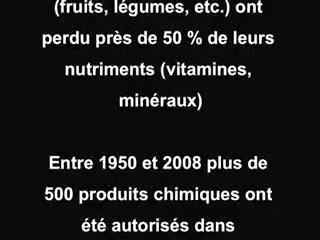 (fruits, légumes, etc.) ont
perdu près de 50 % de leurs
nutriments (vitamines,
minéraux)
Entre 1950 et 2008 plus de
500 produits chimiques ont
été autorisés dans